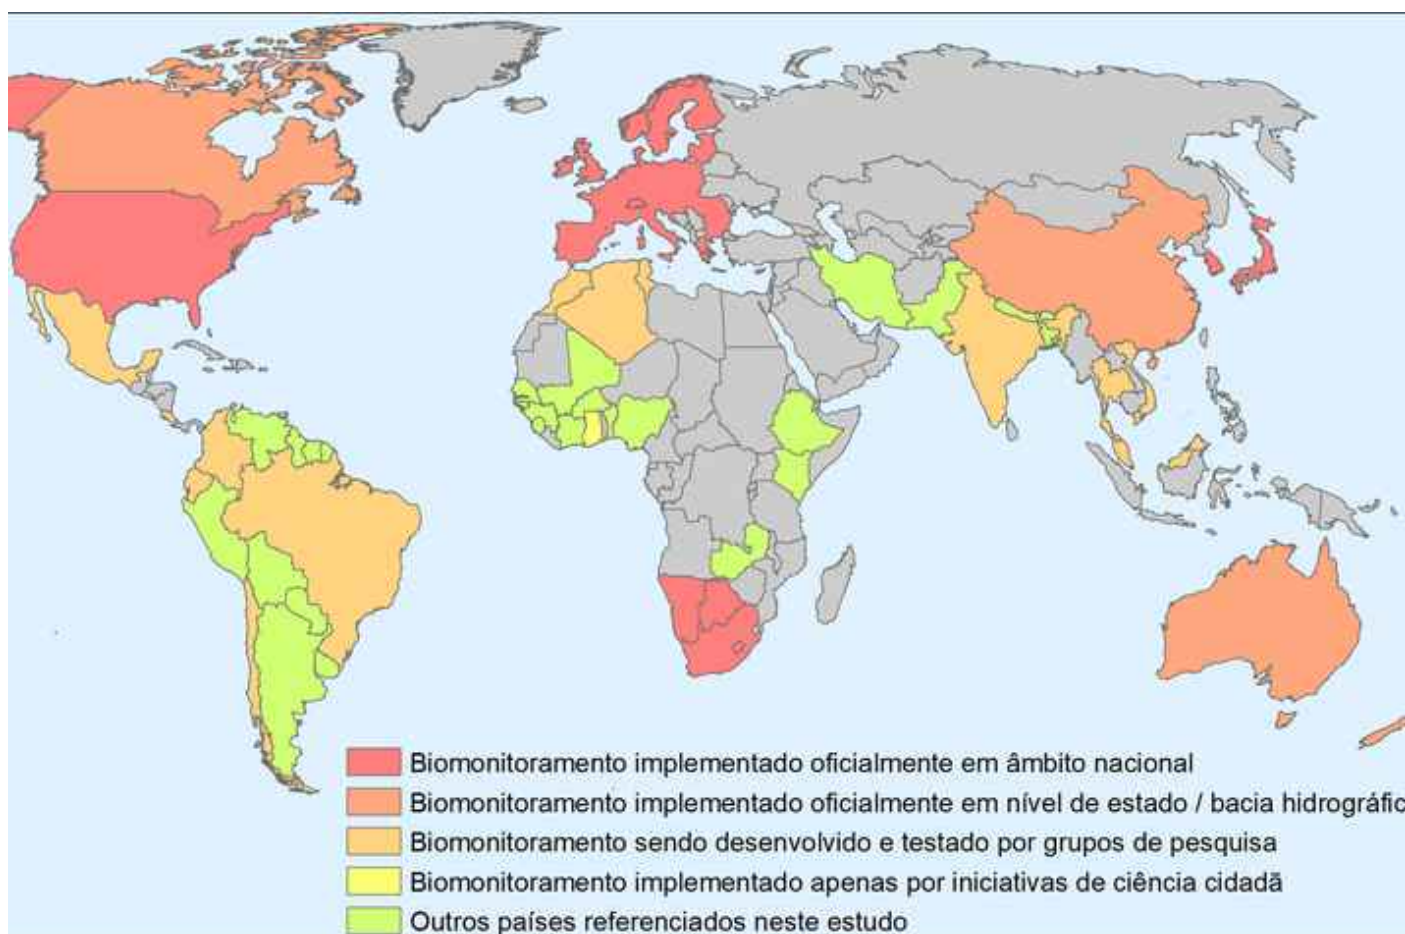 Biomonitoramento implementado oficialmente em âmbito nacional
Biomonitoramento implementado oficialmente em nível de estado / bacia hidrográfic
Biomonitoramento sendo desenvolvido e testado por grupos de pesquisa
Biomonitoramento implementado apenas por iniciativas de ciência cidadã
Outros países referenciados neste estudo